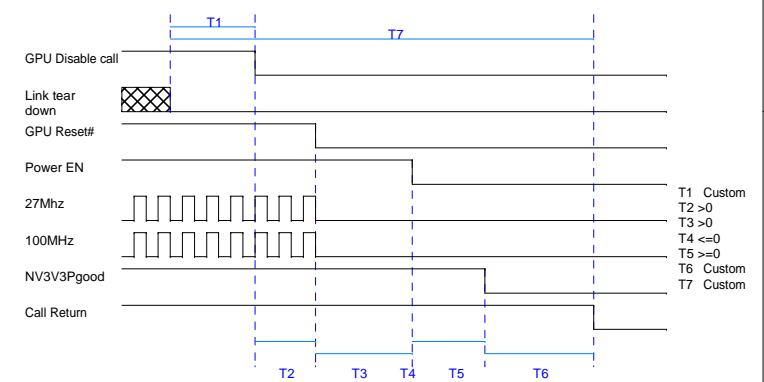 T1
T7
GPU Disable call
Link tear
down
GPU Reset#
Power EN
27Mhz
100MHz
NV3V3Pgood
Call Return
T1 Custom
T2 >0
T3 >0
T4 <=0
T5 >=0
T6 Custom
T7 Custom
T2 T3 T4 T5 T6